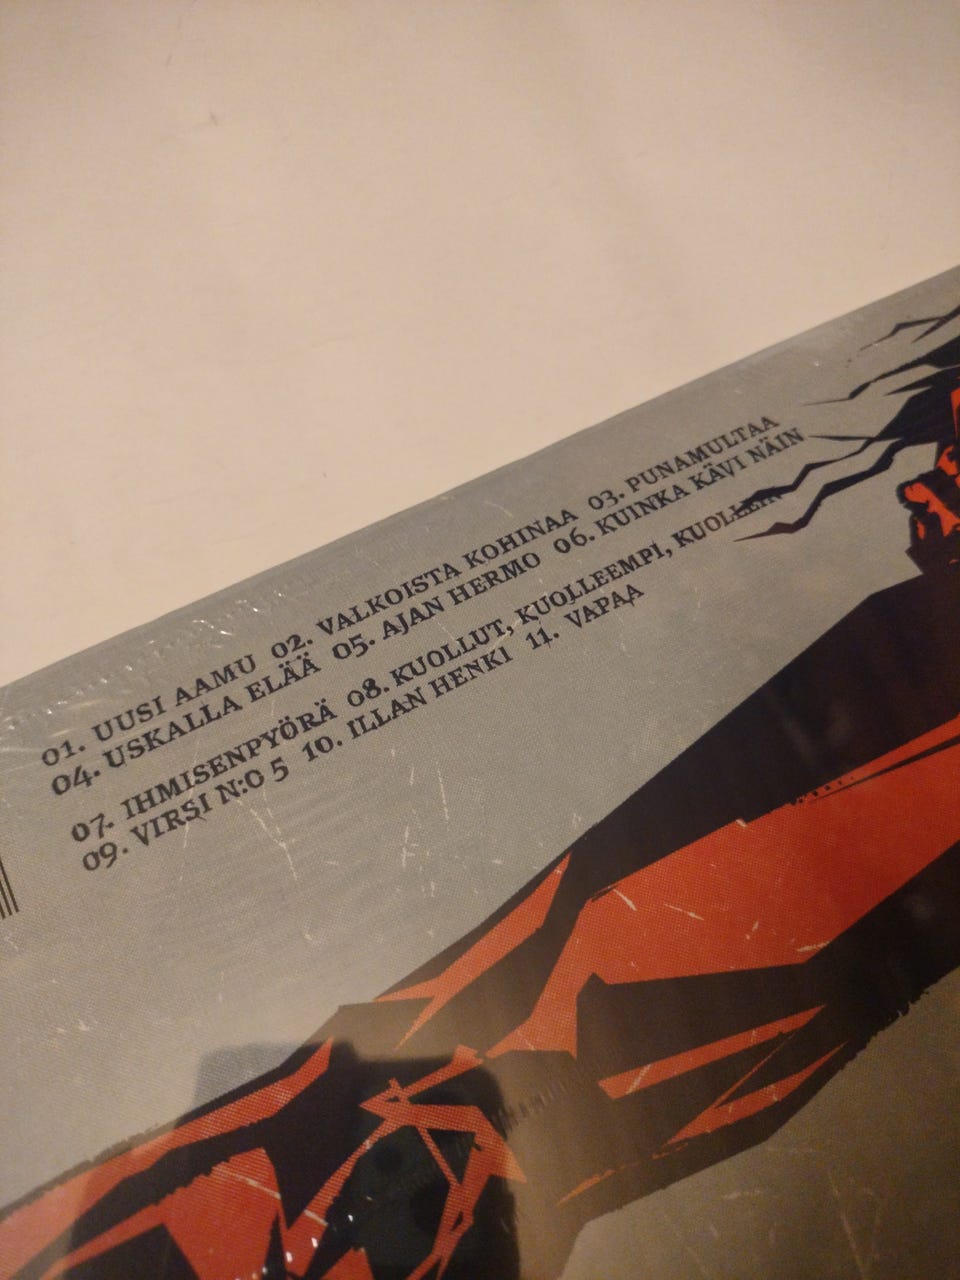 01. UUSI AAMU 02. VALKOISTA KOHINAA 03. PUNAMULTAA
04. USKALLA ELÄÄ 05. AJAN HERMO 06. KUINKA KÄVI NÄIN
07. IHMISENPYÖRÄ 08. KUOLLUT, KUOLLEEMPI, KUOLLEIN
09. VIRSI N:O 5 10. ILLAN HENKI 11. VAPAA